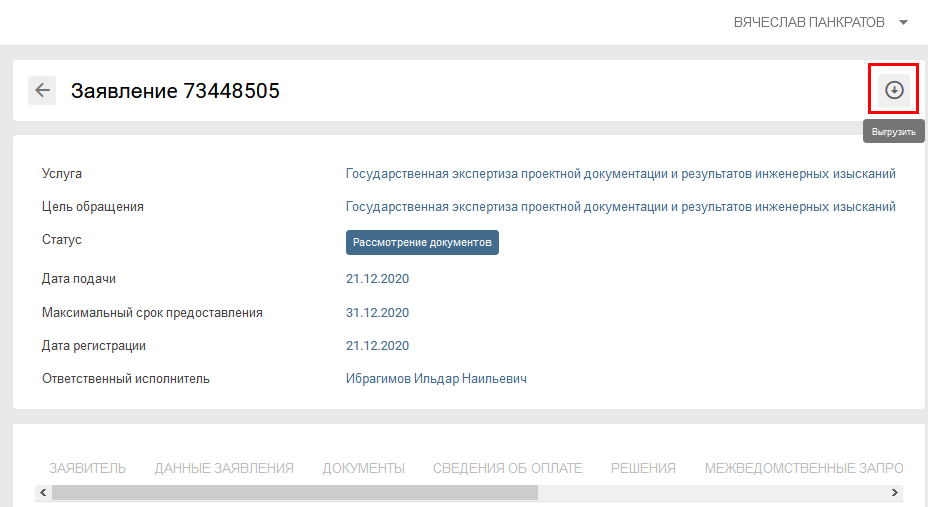 ВЯЧЕСЛАВ ПАНКРАТОВ
Заявление 73448505
Выгрузить
Услуга Государственная экспертиза проектной документации и результатов инженерных изысканий
Цель обращения Государственная экспертиза проектной документации и результатов инженерных изысканий
Статус Рассмотрение документов
Дата подачи 21.12.2020
Максимальный срок предоставления 31.12.2020
Дата регистрации 21.12.2020
Ответственный исполнитель Ибрагимов Ильдар Наильевич
ЗАЯВИТЕЛЬ ДАННЫЕ ЗАЯВЛЕНИЯ ДОКУМЕНТЫ СВЕДЕНИЯ ОБ ОПЛАТЕ РЕШЕНИЯ МЕЖВЕДОМСТВЕННЫЕ ЗАПРО